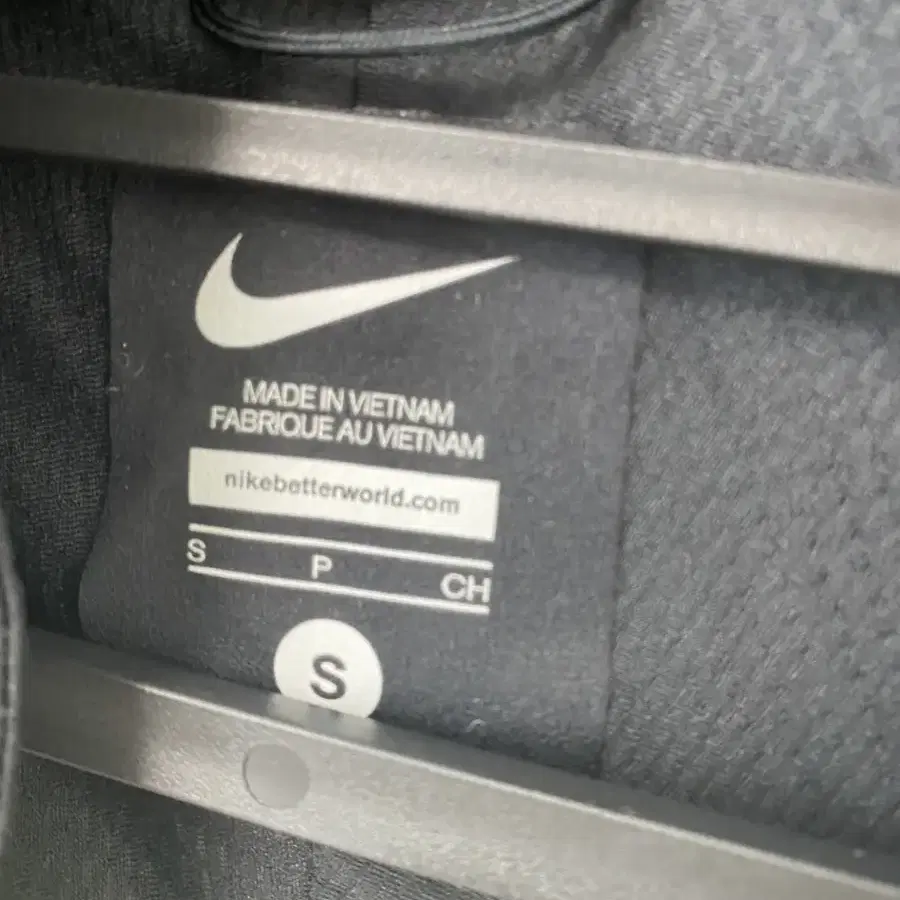 MADE IN VIETNAM
FABRIQUE AU VIETNAM
nikebetterworld.com
S P CH
S